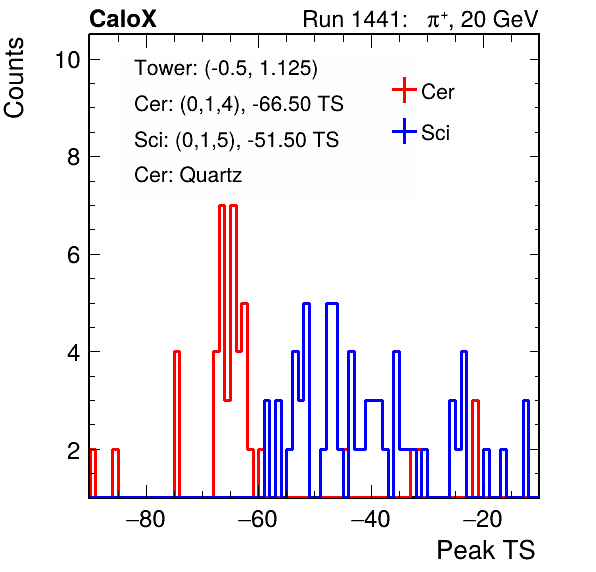 CaloX Run 1441: π⁺, 20 GeV
Counts
Tower: (-0.5, 1.125)
Cer: (0,1,4), -66.50 TS
Sci: (0,1,5), -51.50 TS
Cer: Quartz
Cer
Sci
10
8
6
4
2
−80 −60 −40 −20
Peak TS